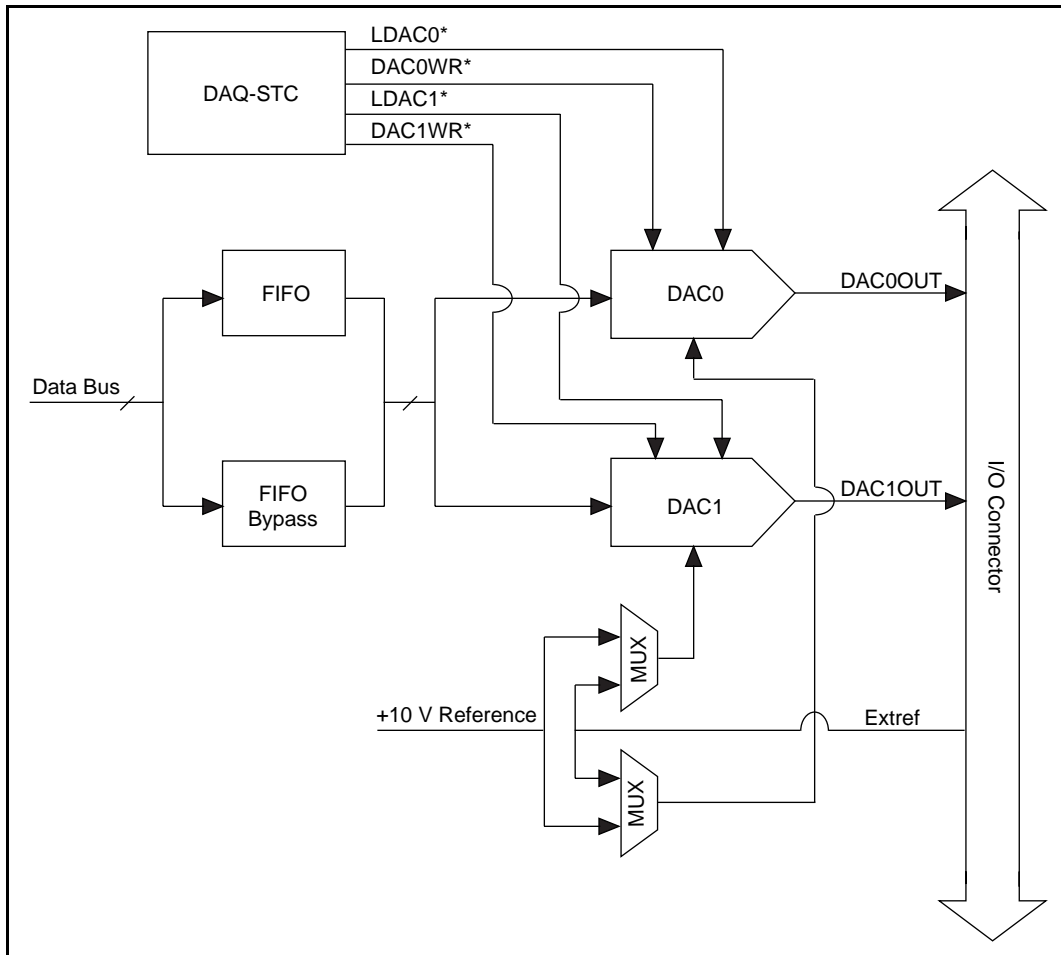 LDAC0*
DAC0WR*
DAQ-STC
LDAC1*
DAC1WR*
FIFO
DAC0
DAC0OUT
Data Bus
FIFO
Bypass
DAC1
DAC1OUT
I/O Connector
MUX
+10 V Reference
Extref
MUX